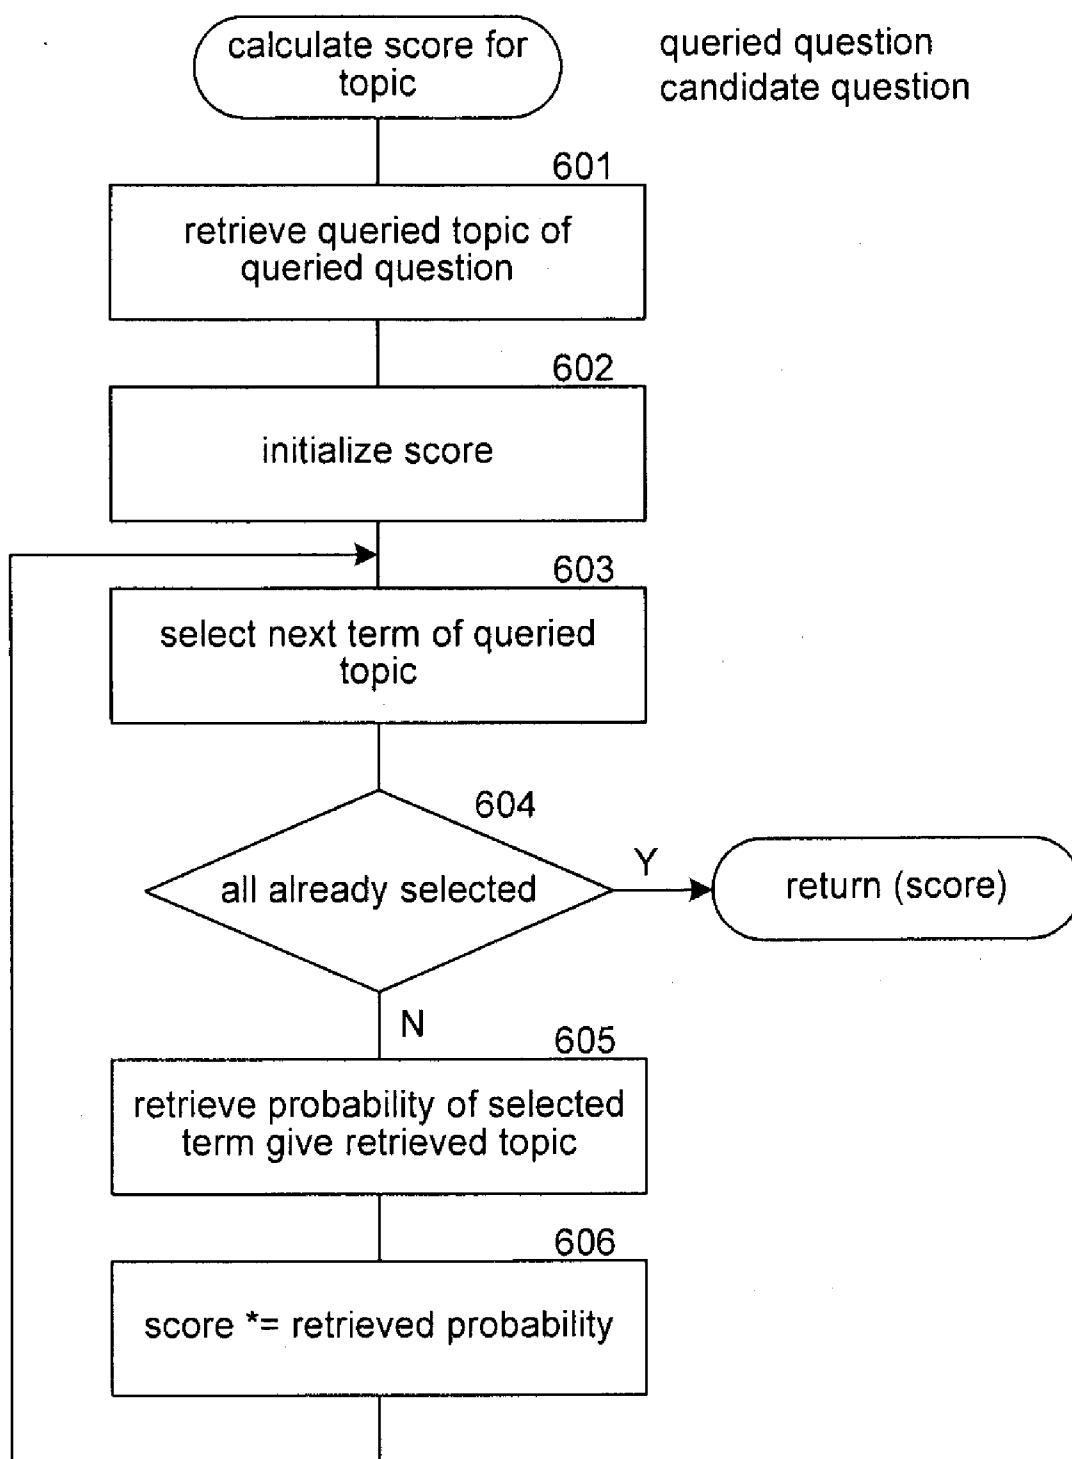 calculate score for
topic
queried question
candidate question
601
retrieve queried topic of
queried question
602
initialize score
603
select next term of queried
topic
604
all already selected
Y
return (score)
N
605
retrieve probability of selected
term give retrieved topic
606
score *= retrieved probability